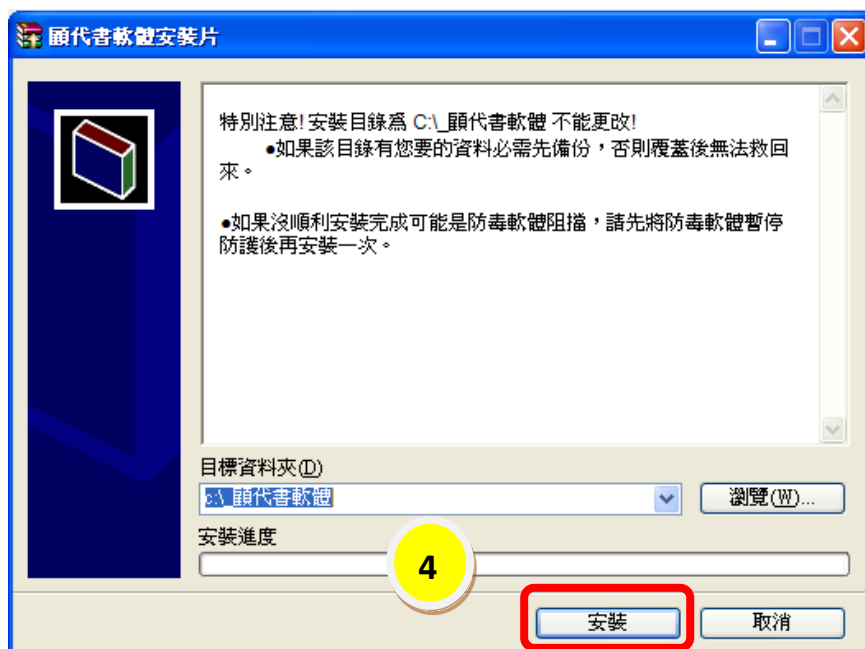 顧代書軟體安裝片
特別注意! 安裝目錄為 C:\_顧代書軟體 不能更改!
●如果該目錄有您要的資料必需先備份，否則覆蓋後無法救回
來。
●如果沒順利安裝完成可能是防毒軟體阻擋，請先將防毒軟體暫停
防護後再安裝一次。
目標資料夾(D)
c:\_顧代書軟體
瀏覽(W)...
安裝進度
4
安裝
取消